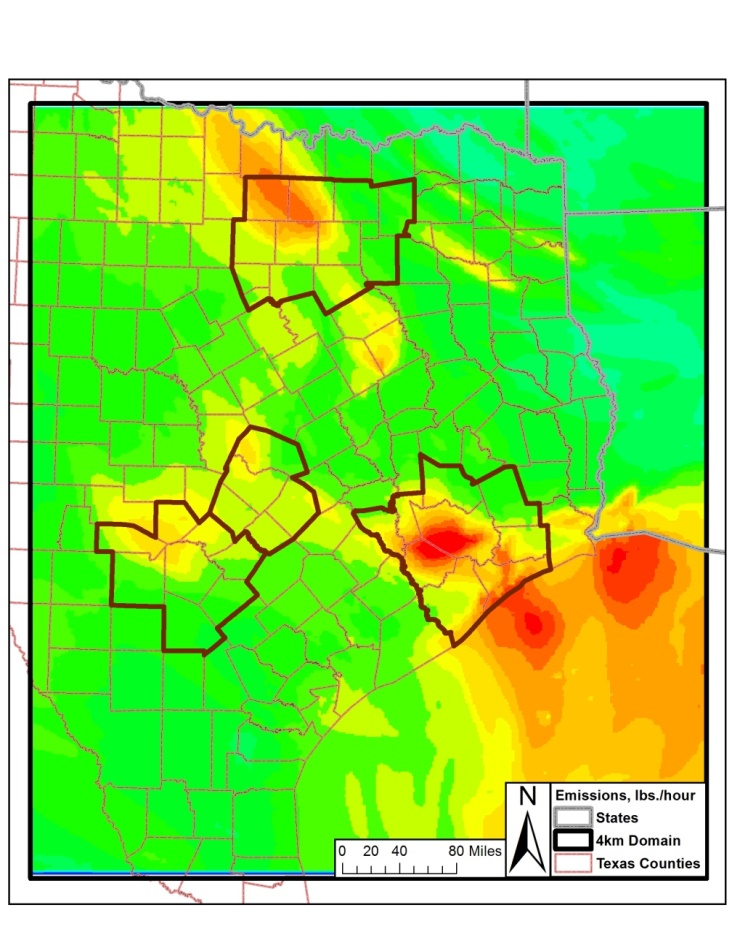 N
Emissions, lbs./hour
States
4km Domain
Texas Counties
0 20 40 80 Miles